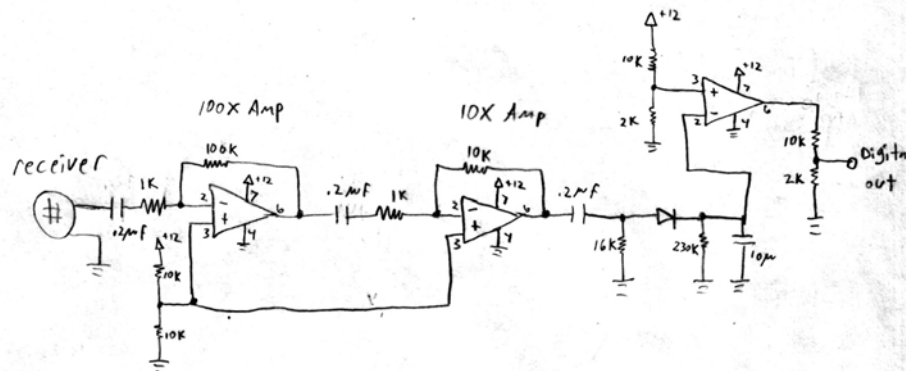 +12
10K
+12
3
+
7
100X Amp
10X Amp
-
6
2
4
2K
10K
Digita
out
2K
receiver
100K
10K
1K
+12
.2µF
1K
+12
.2µF
2
-
7
6
2
-
7
6
+
4
+
4
.2µF
3
3
+12
16K
230K
10µ
10K
10K